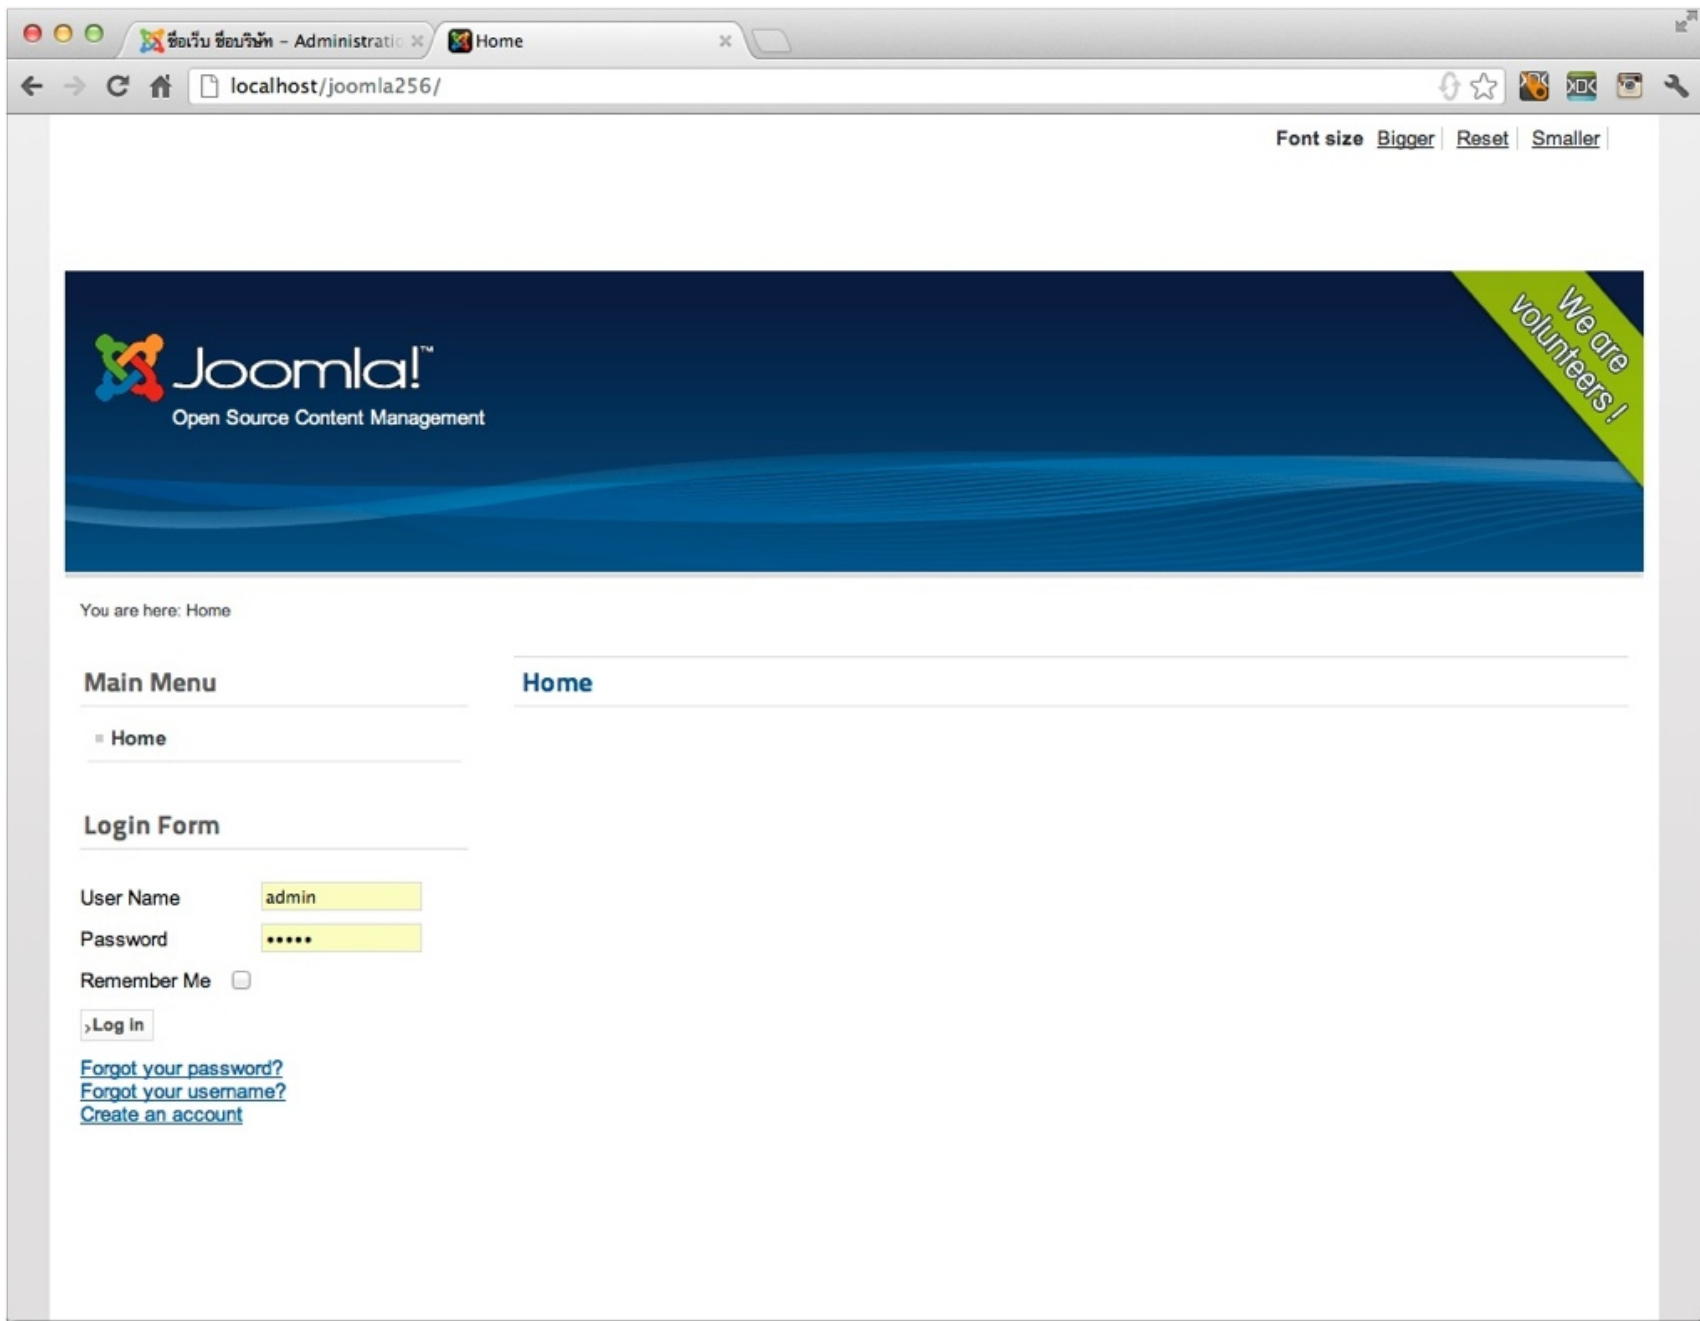 ชื่อเว็บ ชื่อบริษัท – Administratio
Home
localhost/joomla256/
Font size Bigger Reset Smaller
We are
volunteers!
Joomla!™
Open Source Content Management
You are here: Home
Main Menu
Home
Home
Login Form
User Name admin
Password •••••
Remember Me
Log in
Forgot your password?
Forgot your username?
Create an account